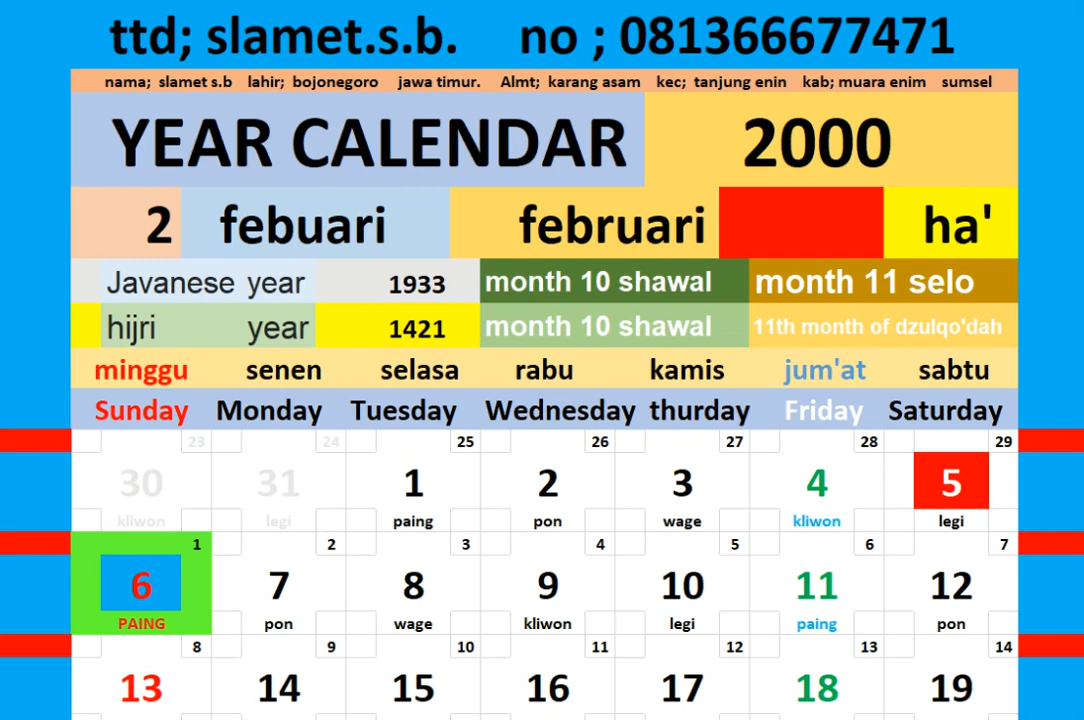 ttd; slamet.s.b. no ; 081366677471
nama; slamet s.b lahir; bojonegoro jawa timur. Almt; karang asam kec; tanjung enin kab; muara enim sumsel
YEAR CALENDAR 2000
2 febuari februari ha'
Javanese year 1933 month 10 shawal month 11 selo
hijri year 1421 month 10 shawal 11th month of dzulqo'dah
minggu senen selasa rabu kamis jum'at sabtu
Sunday Monday Tuesday Wednesday thurday Friday Saturday
23 24 25 26 27 28 29
30 31 1 2 3 4 5
kliwon legi paing pon wage kliwon legi
1 2 3 4 5 6 7
6 7 8 9 10 11 12
PAING pon wage kliwon legi paing pon
8 9 10 11 12 13 14
13 14 15 16 17 18 19